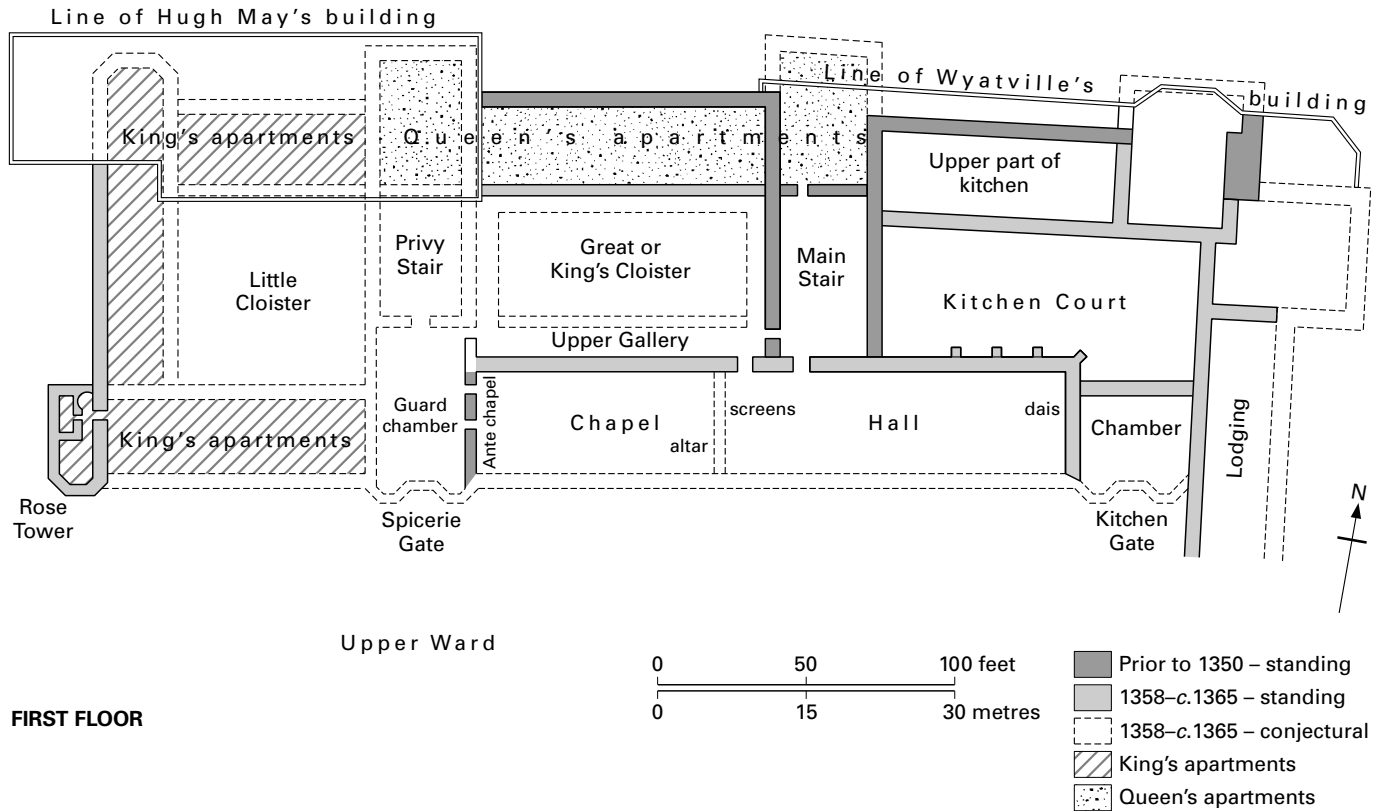 Line of Hugh May's building
Line of Wyatville's
building
King's apartments
Queen's apartments
Upper part of
kitchen
Privy
Stair
Great or
King's Cloister
Main
Stair
Little
Cloister
Kitchen Court
Upper Gallery
Guard
chamber
Ante chapel
Chapel
altar
screens
Hall
dais
Chamber
Lodging
King's apartments
Rose
Tower
Spicerie
Gate
Kitchen
Gate
N
Upper Ward
0 50 100 feet
0 15 30 metres
FIRST FLOOR
Prior to 1350 – standing
1358–c.1365 – standing
1358–c.1365 – conjectural
King's apartments
Queen's apartments